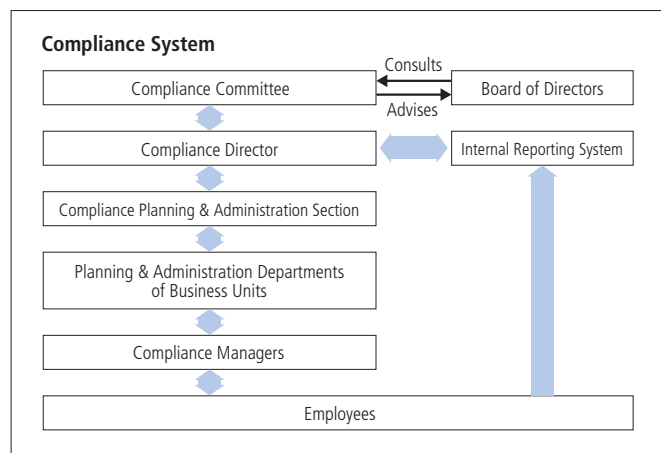 Compliance System
Consults
Compliance Committee
Board of Directors
Advises
Compliance Director
Internal Reporting System
Compliance Planning & Administration Section
Planning & Administration Departments
of Business Units
Compliance Managers
Employees